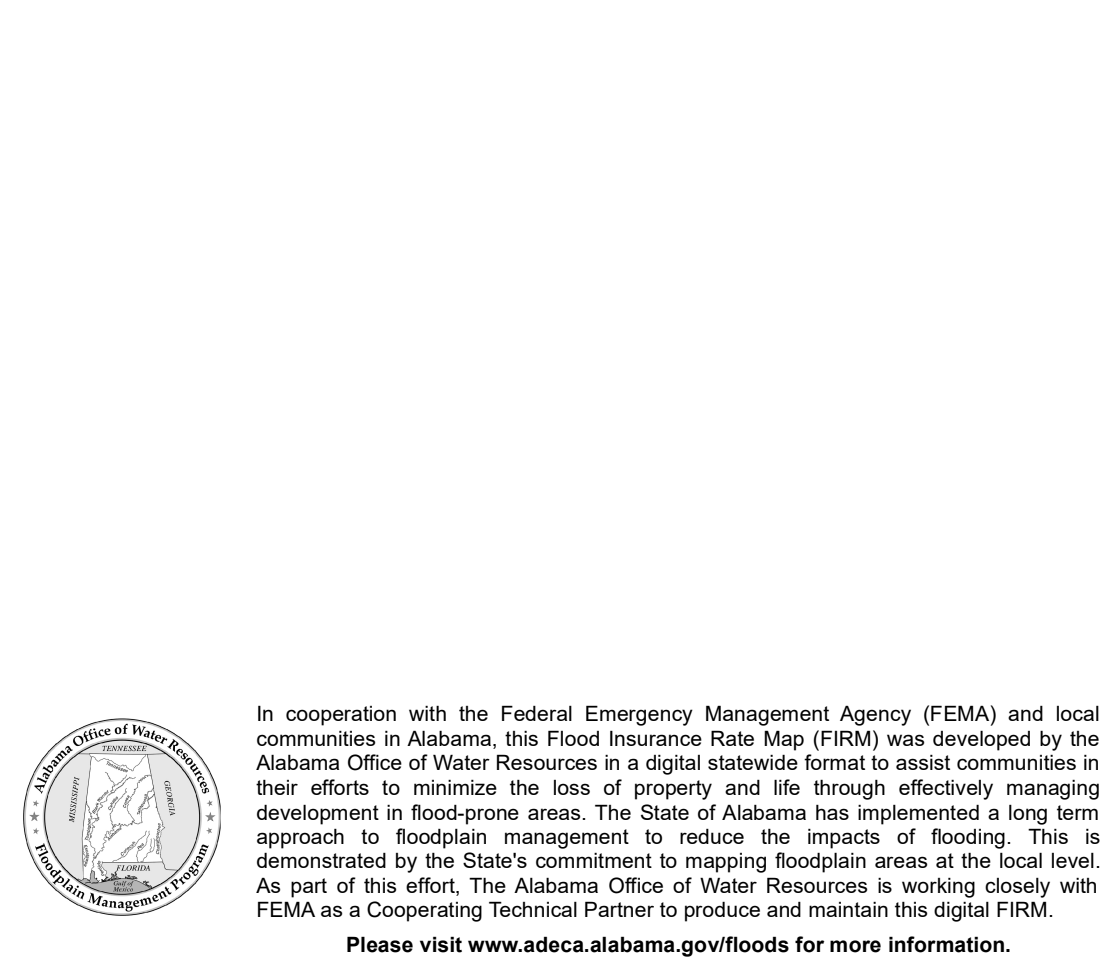 Alabama Office of Water Resources
TENNESSEE
MISSISSIPPI
GEORGIA
FLORIDA
Gulf of
Mexico
Floodplain Management Program
In cooperation with the Federal Emergency Management Agency (FEMA) and local
communities in Alabama, this Flood Insurance Rate Map (FIRM) was developed by the
Alabama Office of Water Resources in a digital statewide format to assist communities in
their efforts to minimize the loss of property and life through effectively managing
development in flood-prone areas. The State of Alabama has implemented a long term
approach to floodplain management to reduce the impacts of flooding. This is
demonstrated by the State's commitment to mapping floodplain areas at the local level.
As part of this effort, The Alabama Office of Water Resources is working closely with
FEMA as a Cooperating Technical Partner to produce and maintain this digital FIRM.
Please visit www.adeca.alabama.gov/floods for more information.